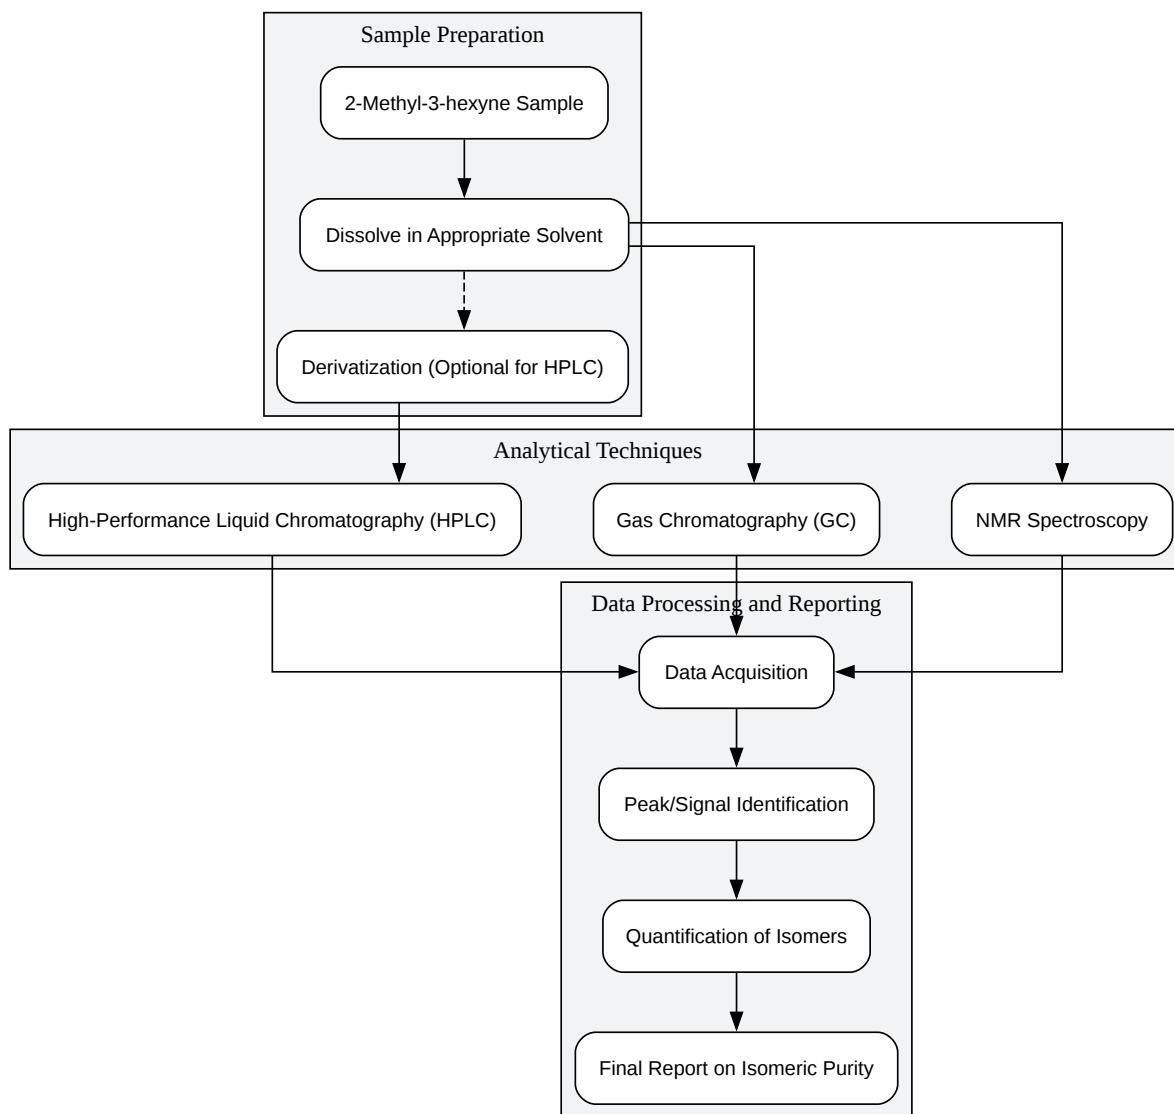 Sample Preparation
2-Methyl-3-hexyne Sample
Dissolve in Appropriate Solvent
Derivatization (Optional for HPLC)
Analytical Techniques
High-Performance Liquid Chromatography (HPLC)
Gas Chromatography (GC)
NMR Spectroscopy
Data Processing and Reporting
Data Acquisition
Peak/Signal Identification
Quantification of Isomers
Final Report on Isomeric Purity